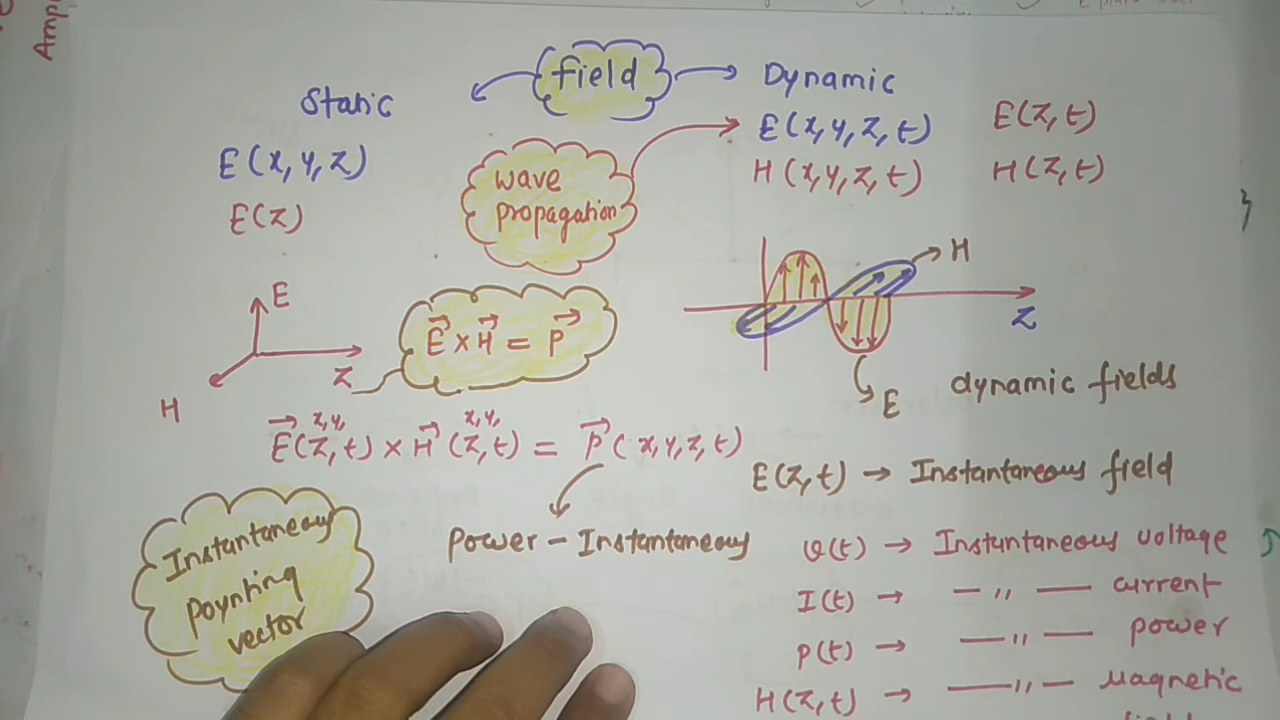 Amp
field
Static
Dynamic
E(x,y,z)
E(z)
wave
propagation
E(x,y,z,t)
E(z,t)
H(x,y,z,t)
H(z,t)
E
H
z
E × H = P
H
z
E
dynamic fields
x,y, x,y,
E(z,t) × H(z,t) = P(x,y,z,t)
Power - Instantaneous
Instantaneous
poynting
vector
E(z,t) → Instantaneous field
v(t) → Instantaneous voltage
I(t) → — ,, — current
p(t) → — ,, — power
H(z,t) → — ,, — Magnetic